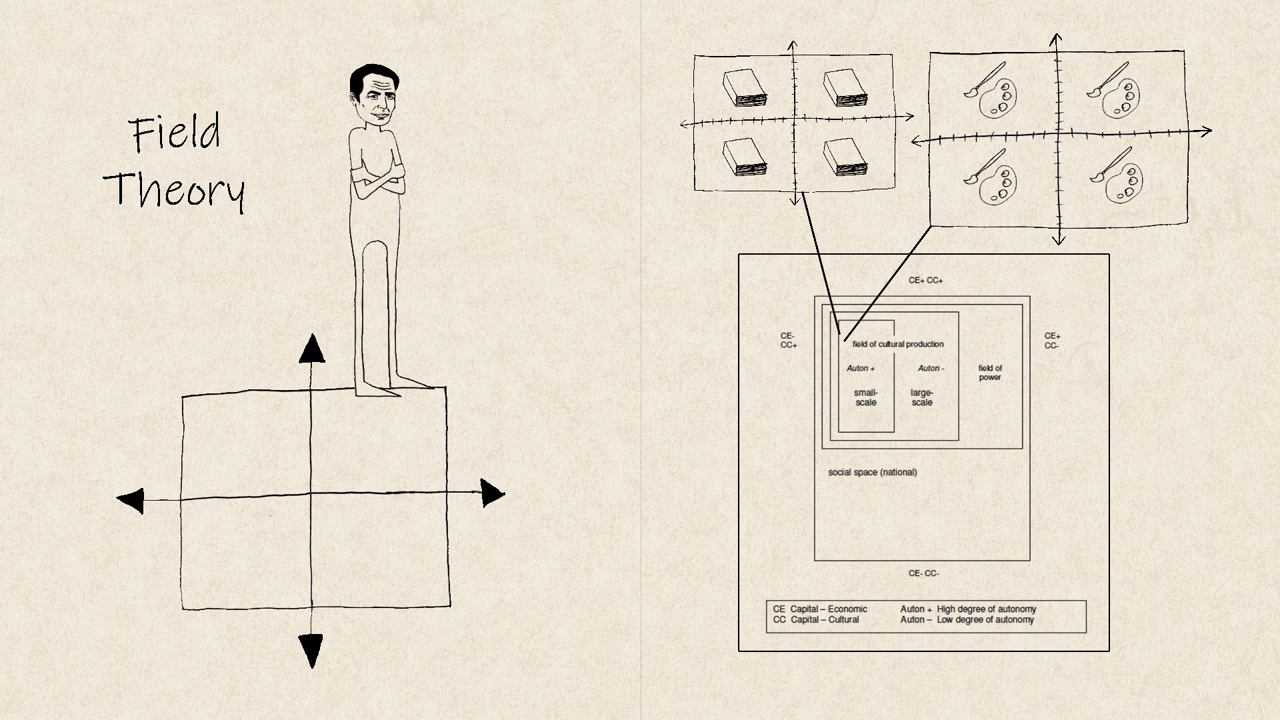 Field
Theory
CE+ CC+
CE-
CC+
CE+
CC-
field of cultural production
Auton +
Auton -
field of
power
small-
scale
large-
scale
social space (national)
CE- CC-
CE Capital – Economic
Auton + High degree of autonomy
CC Capital – Cultural
Auton – Low degree of autonomy